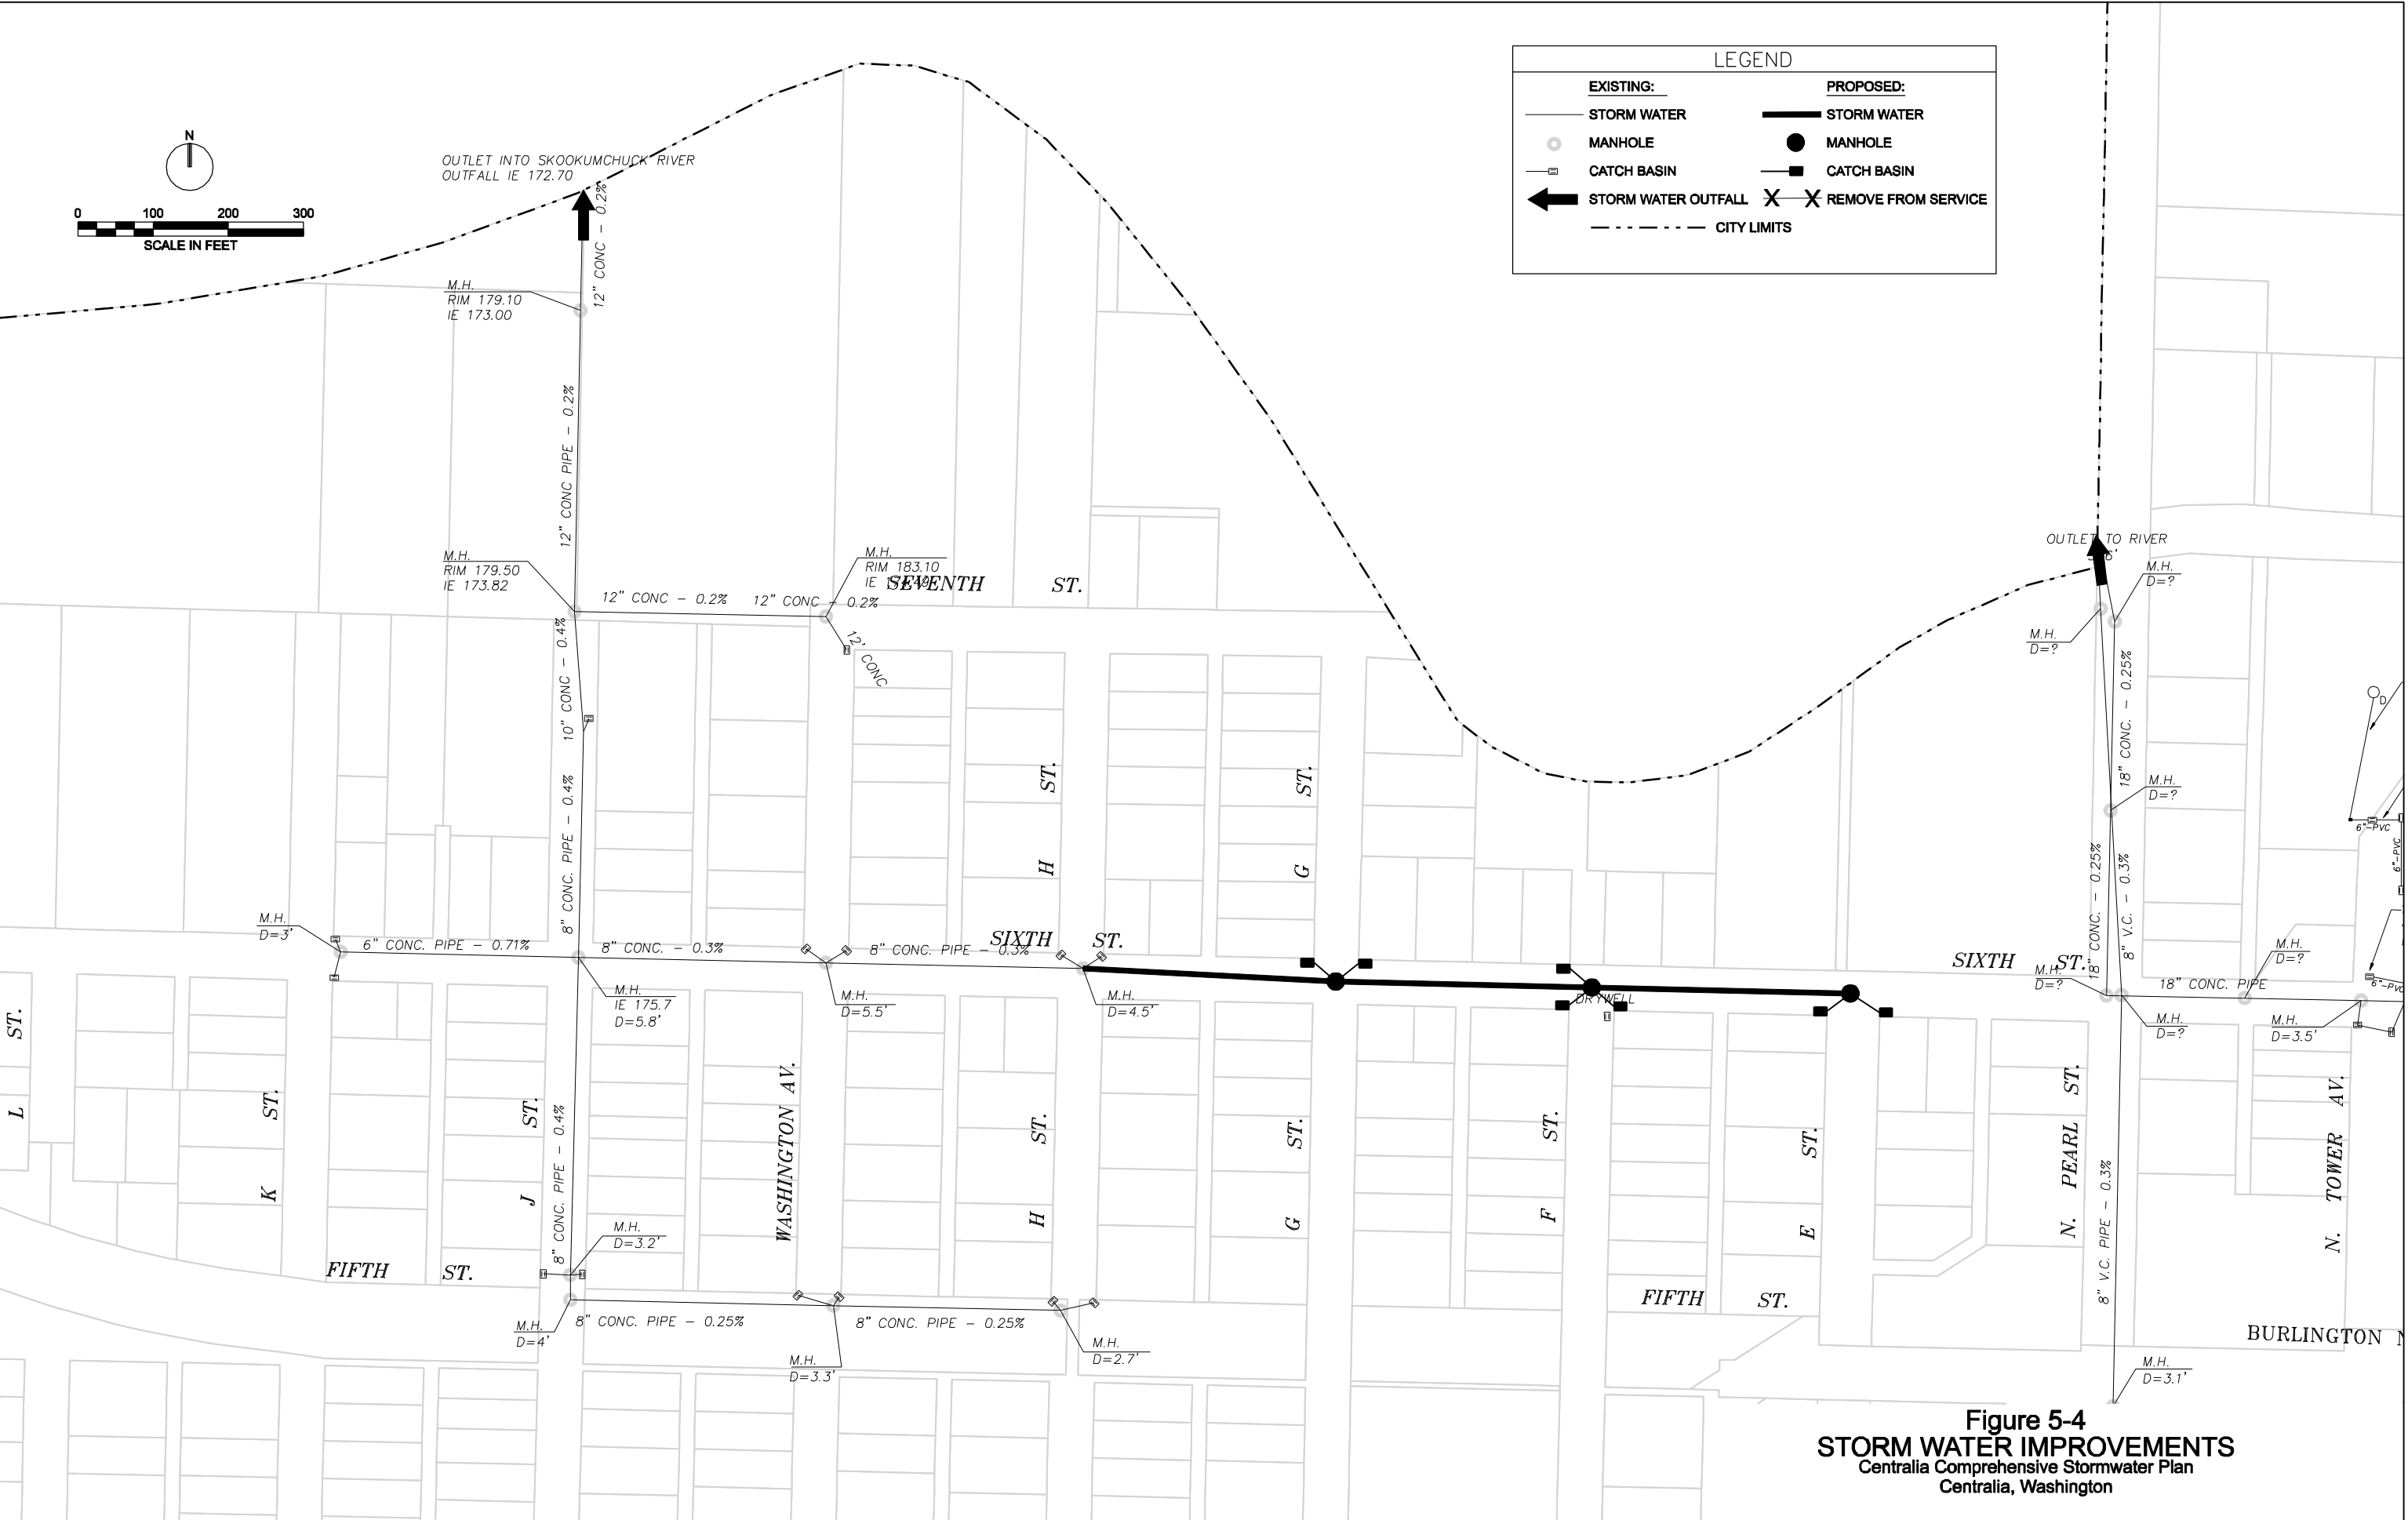 LEGEND
EXISTING:
PROPOSED:
STORM WATER
STORM WATER
MANHOLE
MANHOLE
CATCH BASIN
CATCH BASIN
STORM WATER OUTFALL
X X REMOVE FROM SERVICE
CITY LIMITS
N
0 100 200 300
SCALE IN FEET
OUTLET INTO SKOOKUMCHUCK RIVER
OUTFALL IE 172.70
12" CONC - 0.2%
M.H.
RIM 179.10
IE 173.00
12" CONC PIPE - 0.2%
M.H.
RIM 179.50
IE 173.82
12" CONC - 0.2%
12" CONC - 0.2%
M.H.
RIM 183.10
IE
SEVENTH ST.
12' CONC
10" CONC - 0.4%
8" CONC. PIPE - 0.4%
OUTLET TO RIVER
M.H.
D=?
M.H.
D=?
18" CONC. - 0.25%
D
M.H.
D=?
6"-PVC
6"-PVC
18" CONC. - 0.25%
8" V.C. - 0.3%
H ST.
G ST.
M.H.
D=3'
6" CONC. PIPE - 0.71%
8" CONC. - 0.3%
8" CONC. PIPE - 0.3%
SIXTH ST.
SIXTH ST.
M.H.
D=?
18" CONC. PIPE
M.H.
D=?
6"-PVC
M.H.
IE 175.7
D=5.8'
M.H.
D=5.5'
M.H.
D=4.5'
DRYWELL
M.H.
D=?
M.H.
D=3.5'
L ST.
K ST.
J ST.
8" CONC. PIPE - 0.4%
WASHINGTON AV.
H ST.
G ST.
F ST.
E ST.
N. PEARL ST.
8" V.C. PIPE - 0.3%
N. TOWER AV.
M.H.
D=3.2'
FIFTH ST.
FIFTH ST.
M.H.
D=4'
8" CONC. PIPE - 0.25%
8" CONC. PIPE - 0.25%
M.H.
D=3.3'
M.H.
D=2.7'
BURLINGTON
M.H.
D=3.1'
Figure 5-4
STORM WATER IMPROVEMENTS
Centralia Comprehensive Stormwater Plan
Centralia, Washington